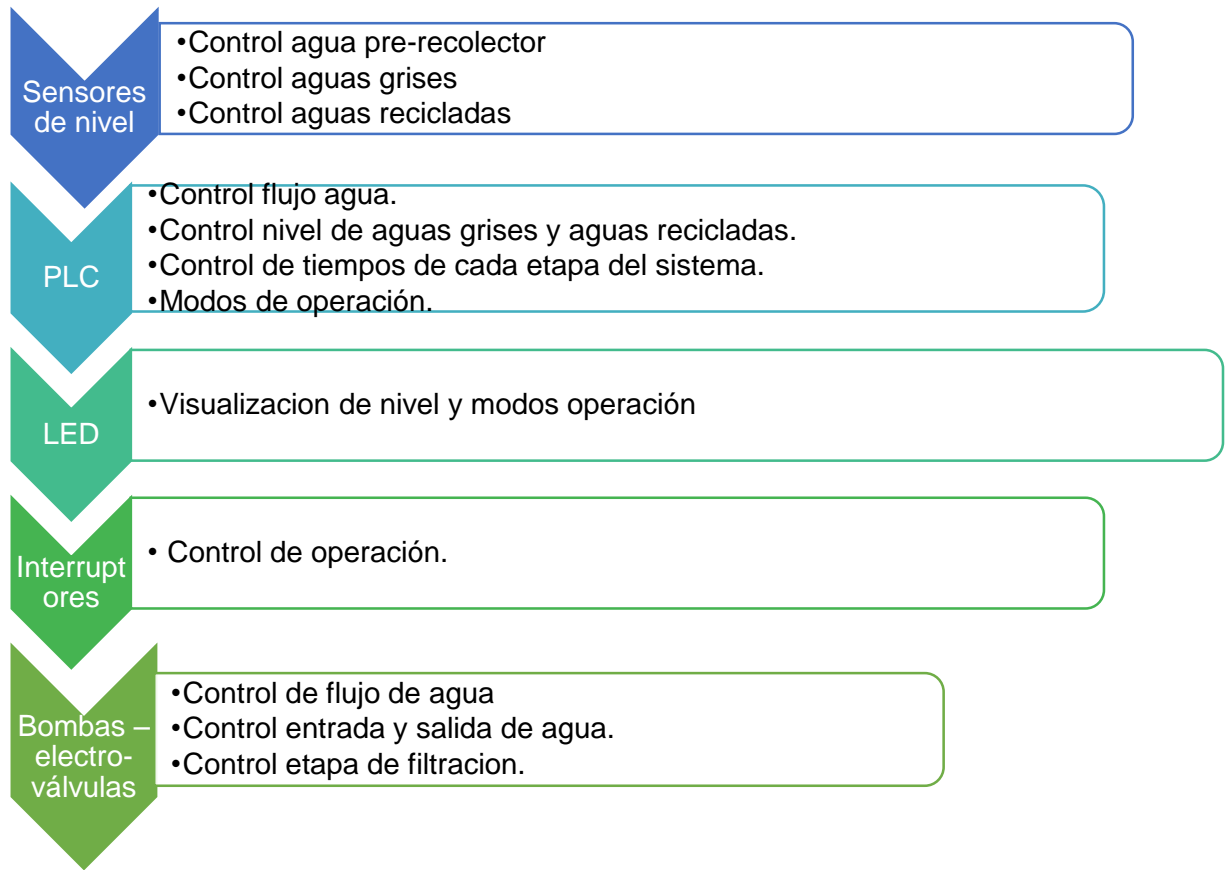 Sensores
de nivel
•Control agua pre-recolector
•Control aguas grises
•Control aguas recicladas
PLC
•Control flujo agua.
•Control nivel de aguas grises y aguas recicladas.
•Control de tiempos de cada etapa del sistema.
•Modos de operación.
LED
•Visualizacion de nivel y modos operación
Interrupt
ores
• Control de operación.
Bombas –
electro-
válvulas
•Control de flujo de agua
•Control entrada y salida de agua.
•Control etapa de filtracion.